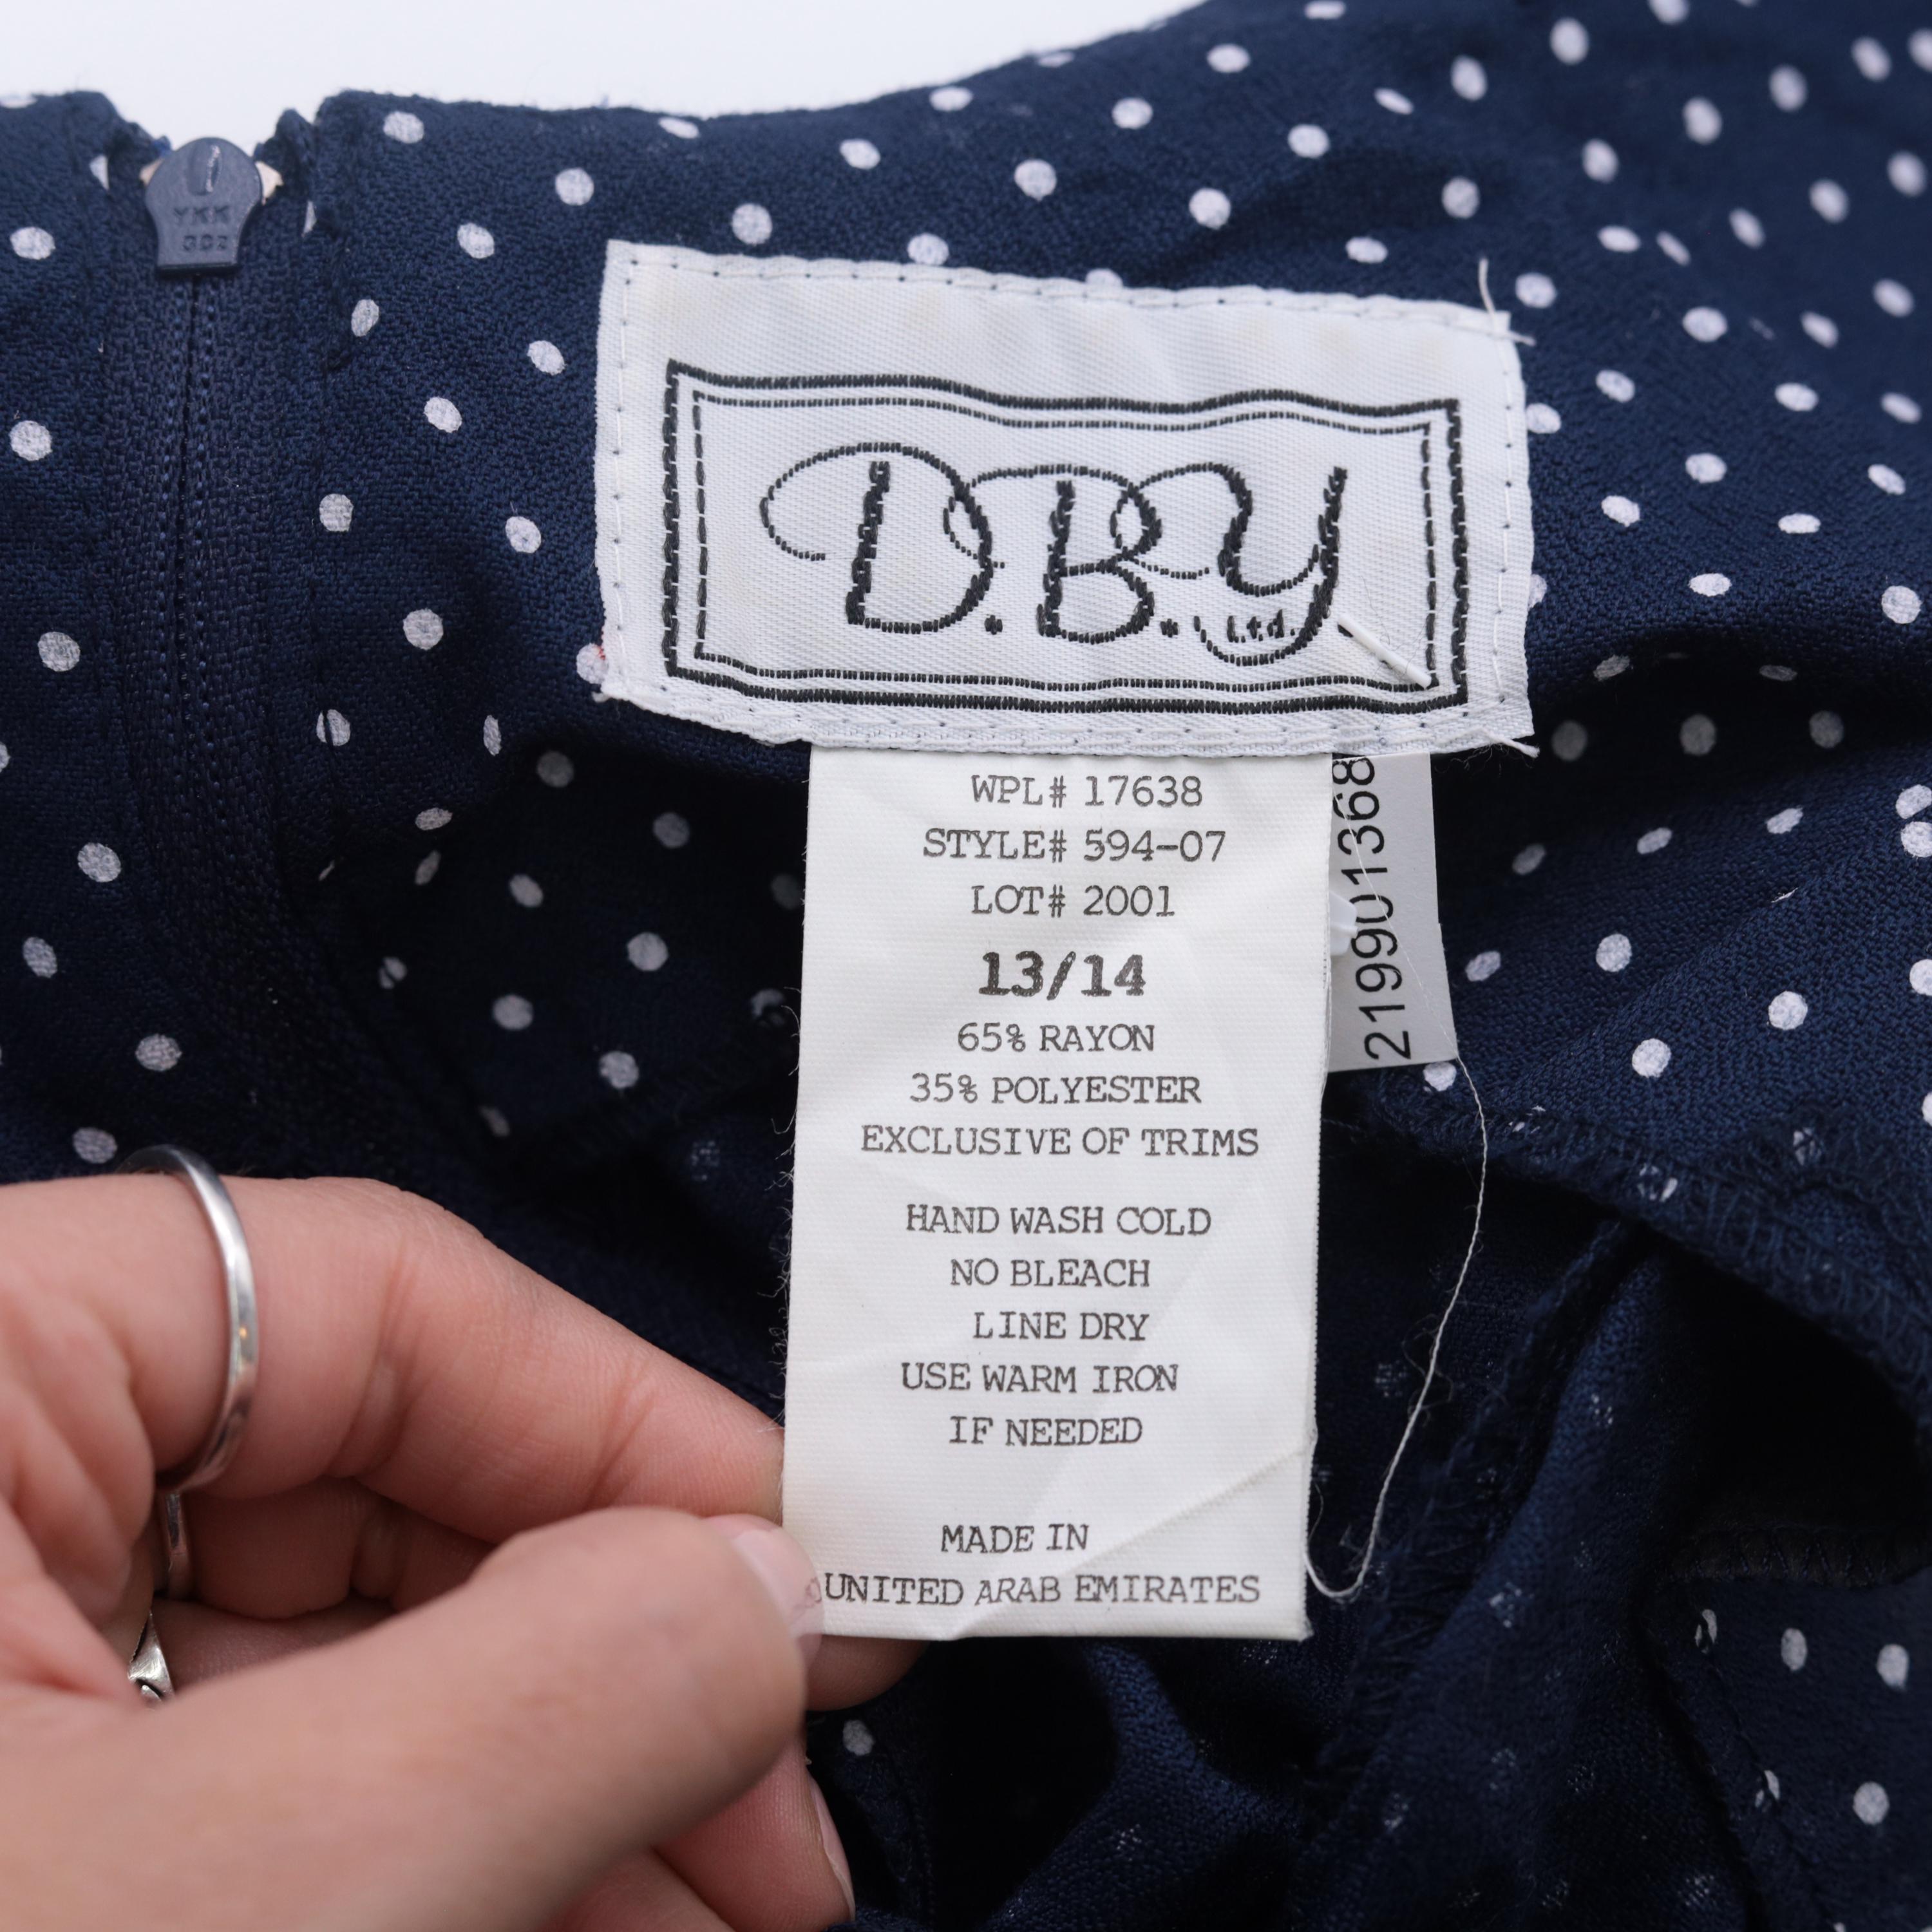 YKK
D.B.Y
Ltd.
WPL# 17638
STYLE# 594-07
LOT# 2001
13/14
65% RAYON
35% POLYESTER
EXCLUSIVE OF TRIMS
HAND WASH COLD
NO BLEACH
LINE DRY
USE WARM IRON
IF NEEDED
MADE IN
UNITED ARAB EMIRATES
219901368